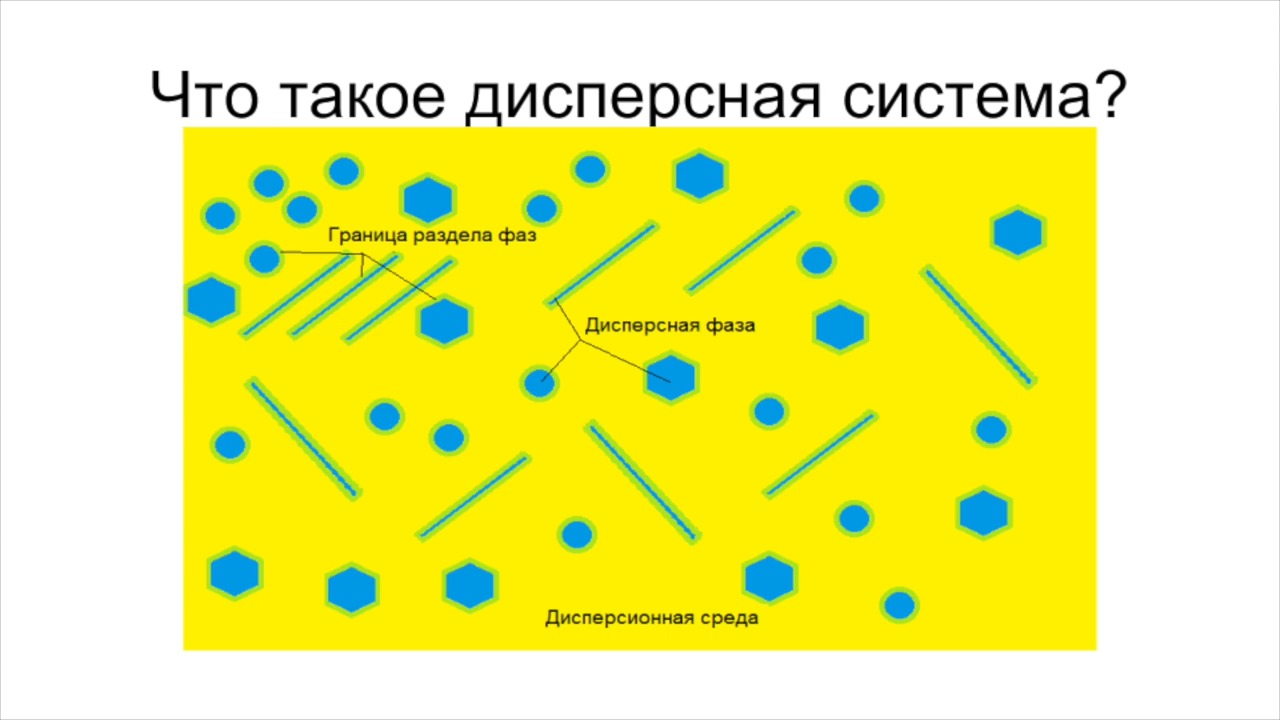 Что такое дисперсная система?
Граница раздела фаз
Дисперсная фаза
Дисперсионная среда